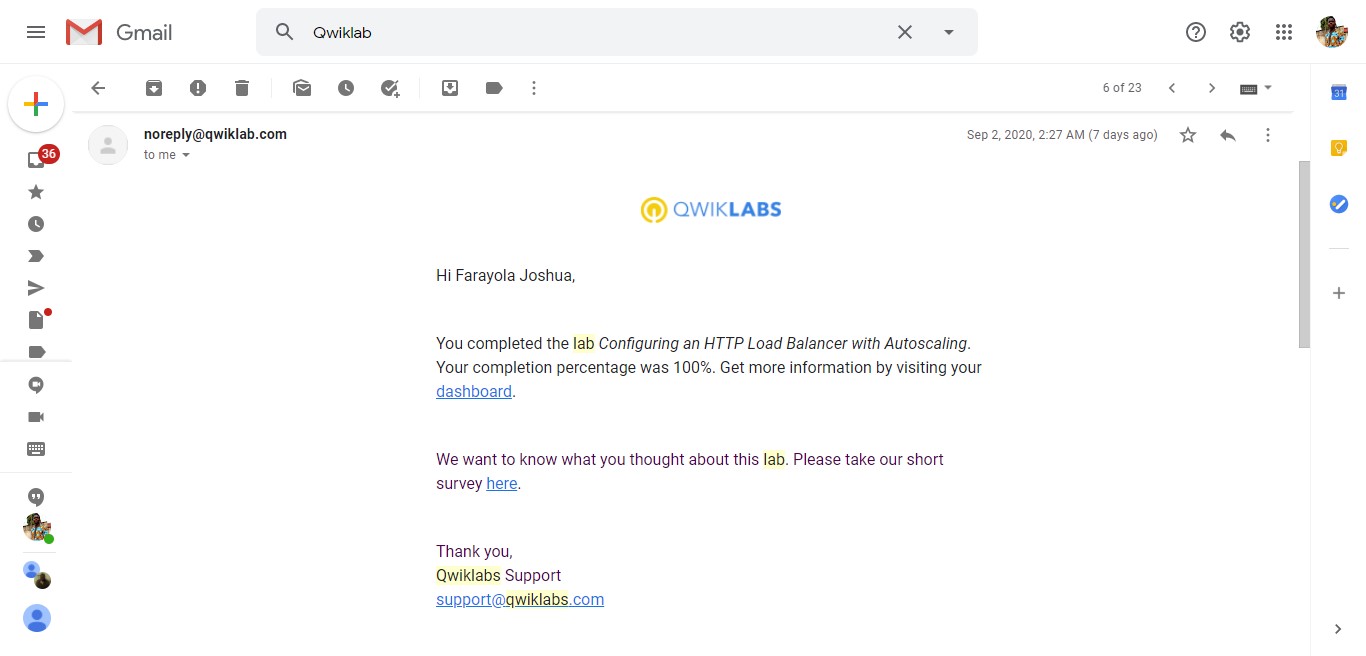 Gmail
Qwiklab
6 of 23
36
noreply@qwiklab.com
Sep 2, 2020, 2:27 AM (7 days ago)
to me
31
QWIKLABS
Hi Farayola Joshua,
You completed the lab Configuring an HTTP Load Balancer with Autoscaling.
Your completion percentage was 100%. Get more information by visiting your
dashboard.
We want to know what you thought about this lab. Please take our short
survey here.
Thank you,
Qwiklabs Support
support@qwiklabs.com